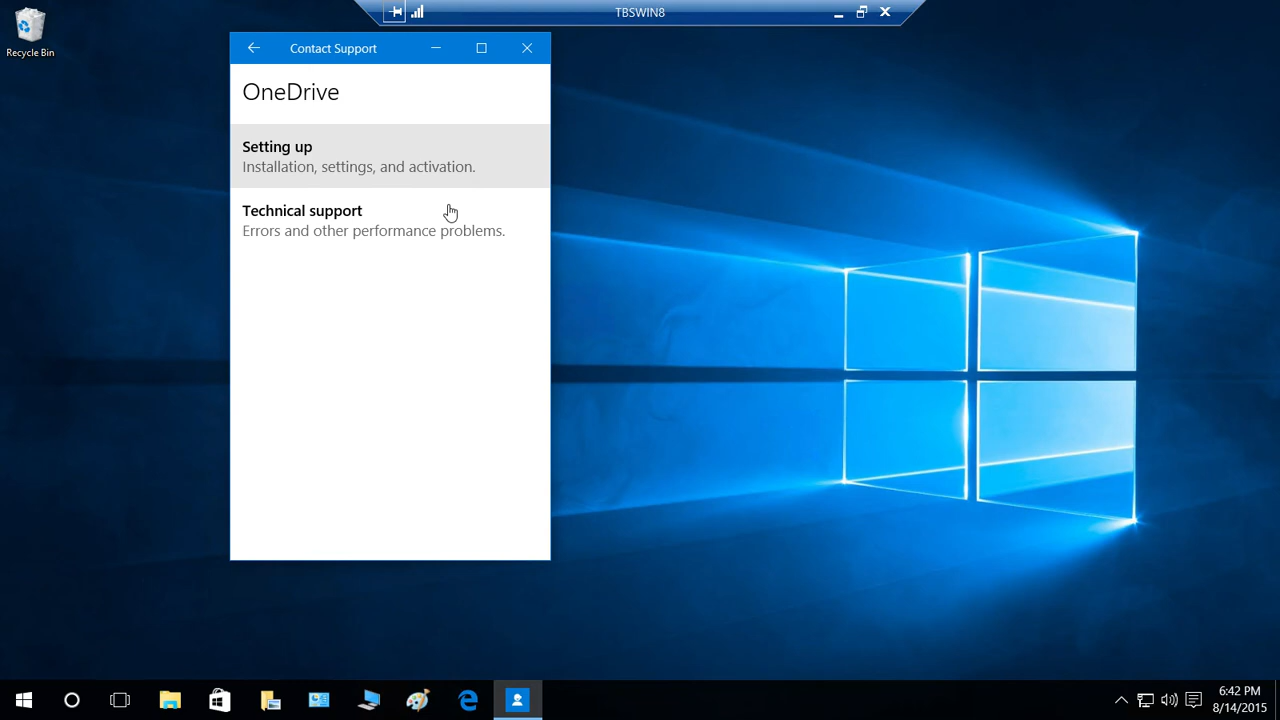 TBSWIN8
Recycle Bin
Contact Support
OneDrive
Setting up
Installation, settings, and activation.
Technical support
Errors and other performance problems.
6:42 PM
8/14/2015